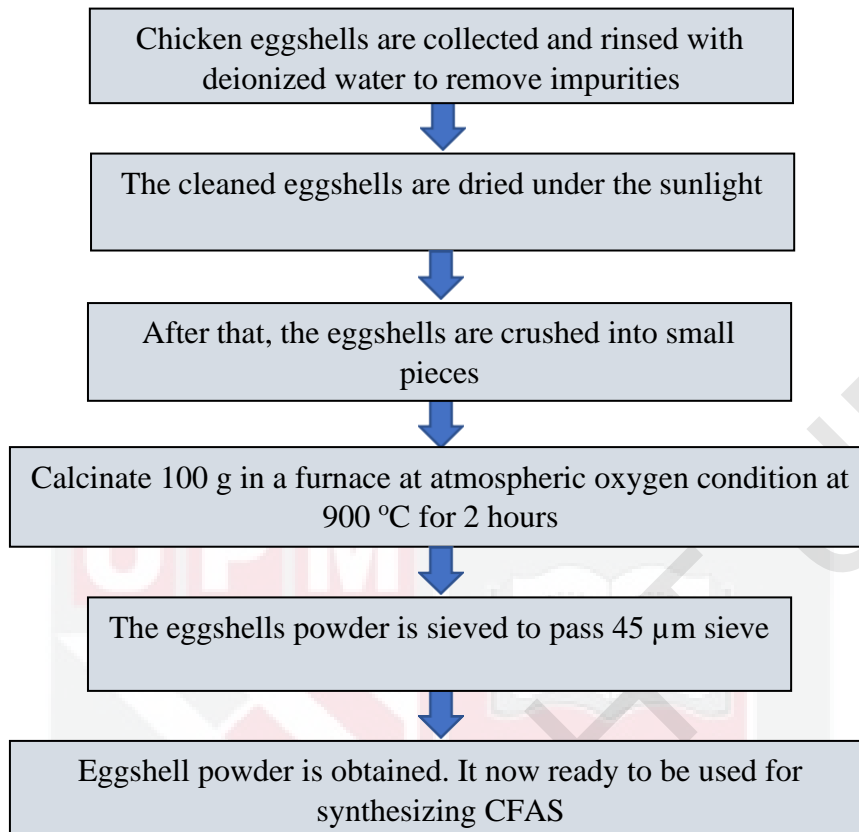 Chicken eggshells are collected and rinsed with
deionized water to remove impurities
The cleaned eggshells are dried under the sunlight
After that, the eggshells are crushed into small
pieces
Calcinate 100 g in a furnace at atmospheric oxygen condition at
900 ºC for 2 hours
The eggshells powder is sieved to pass 45 µm sieve
Eggshell powder is obtained. It now ready to be used for
synthesizing CFAS
UPM